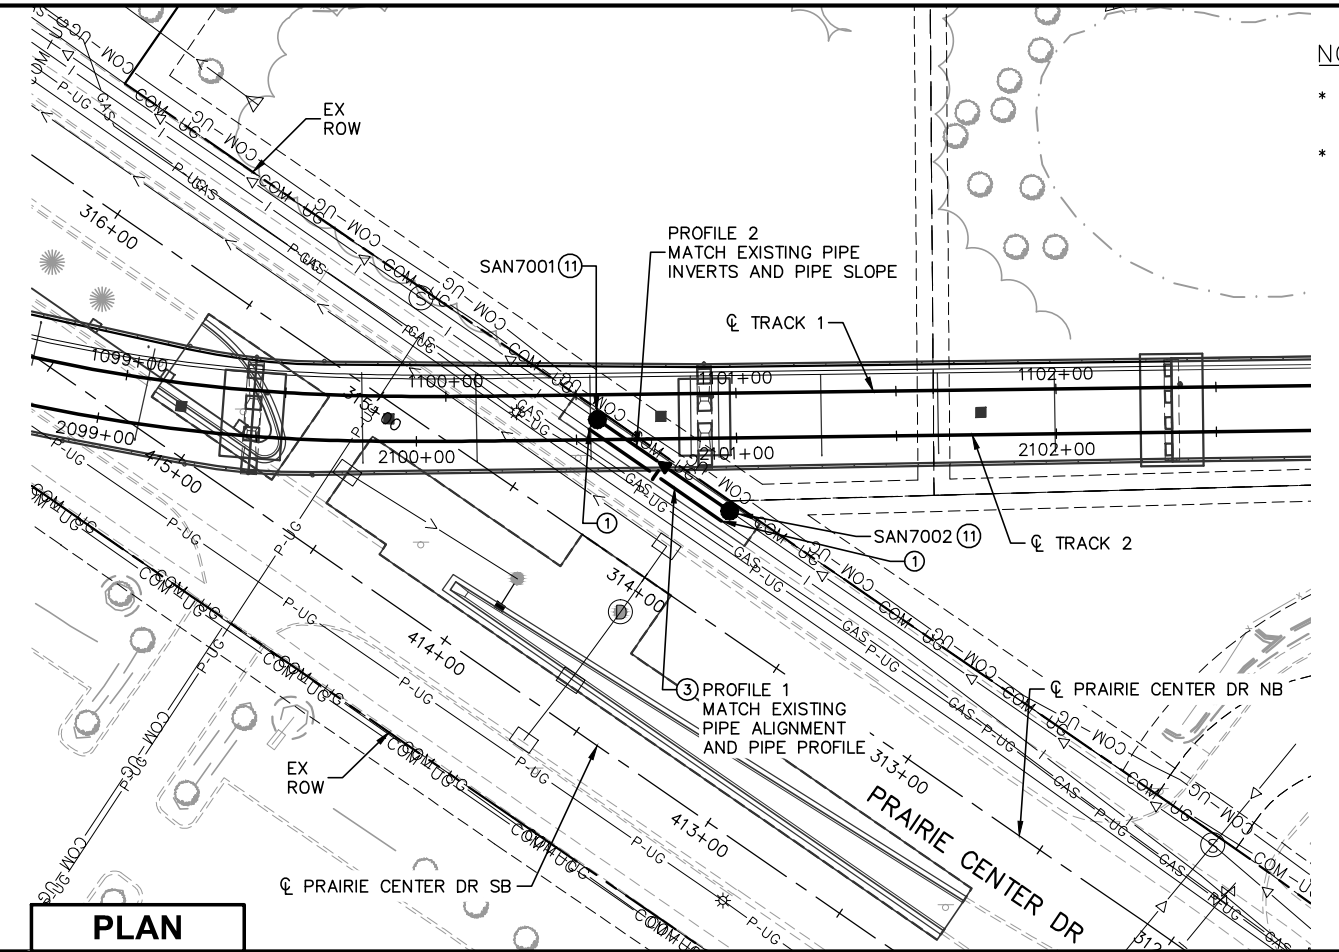 NO
*
*
EX
ROW
316+00
PROFILE 2
MATCH EXISTING PIPE
INVERTS AND PIPE SLOPE
SAN7001 11
℄ TRACK 1
1099+00
1100+00
1101+00
1102+00
315+00
2099+00
2100+00
2101+00
2102+00
415+00
1
SAN7002 11
1
℄ TRACK 2
314+00
414+00
3 PROFILE 1
MATCH EXISTING
PIPE ALIGNMENT
AND PIPE PROFILE
℄ PRAIRIE CENTER DR NB
EX
ROW
313+00
PRAIRIE CENTER DR
413+00
℄ PRAIRIE CENTER DR SB
312
PLAN
COM-UG
P-UG
GAS
S